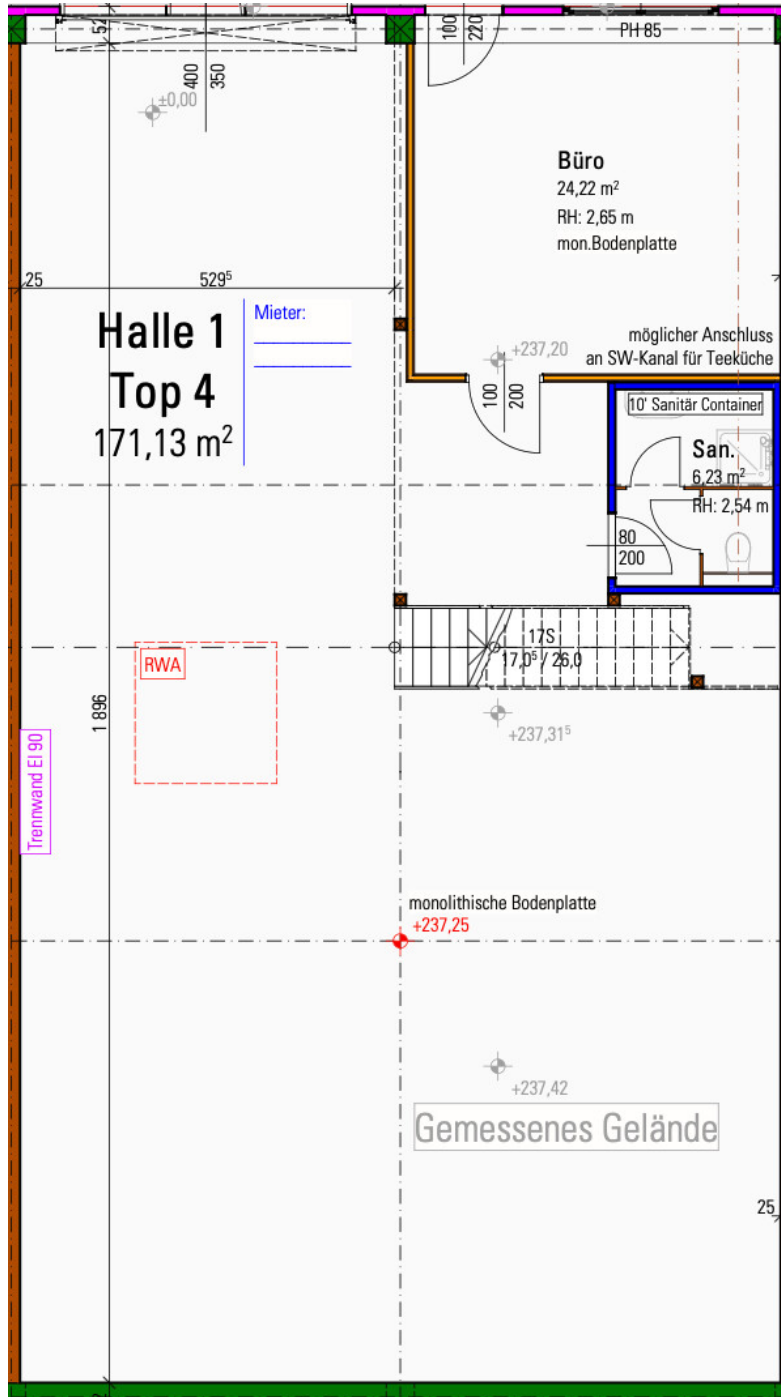 51
PH 85
100
220
400
350
±0,00
Büro
24,22 m²
RH: 2,65 m
mon.Bodenplatte
25
529⁵
Halle 1
Top 4
171,13 m²
Mieter:
möglicher Anschluss
an SW-Kanal für Teeküche
+237,20
100
200
10' Sanitär Container
San.
6,23 m²
RH: 2,54 m
80
200
17S
17,0⁵ / 26,0
RWA
1 896
+237,31⁵
Trennwand EI 90
monolithische Bodenplatte
+237,25
+237,42
Gemessenes Gelände
25